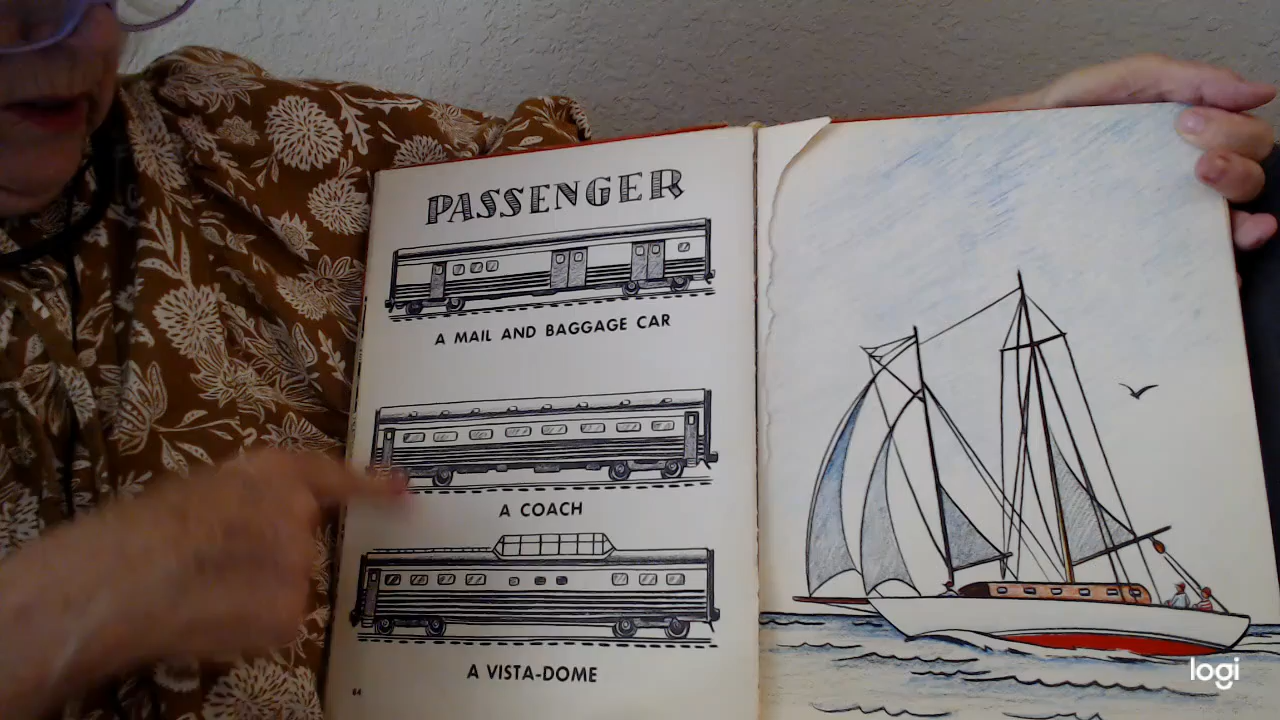 PASSENGER
A MAIL AND BAGGAGE CAR
A COACH
A VISTA-DOME
64
logi